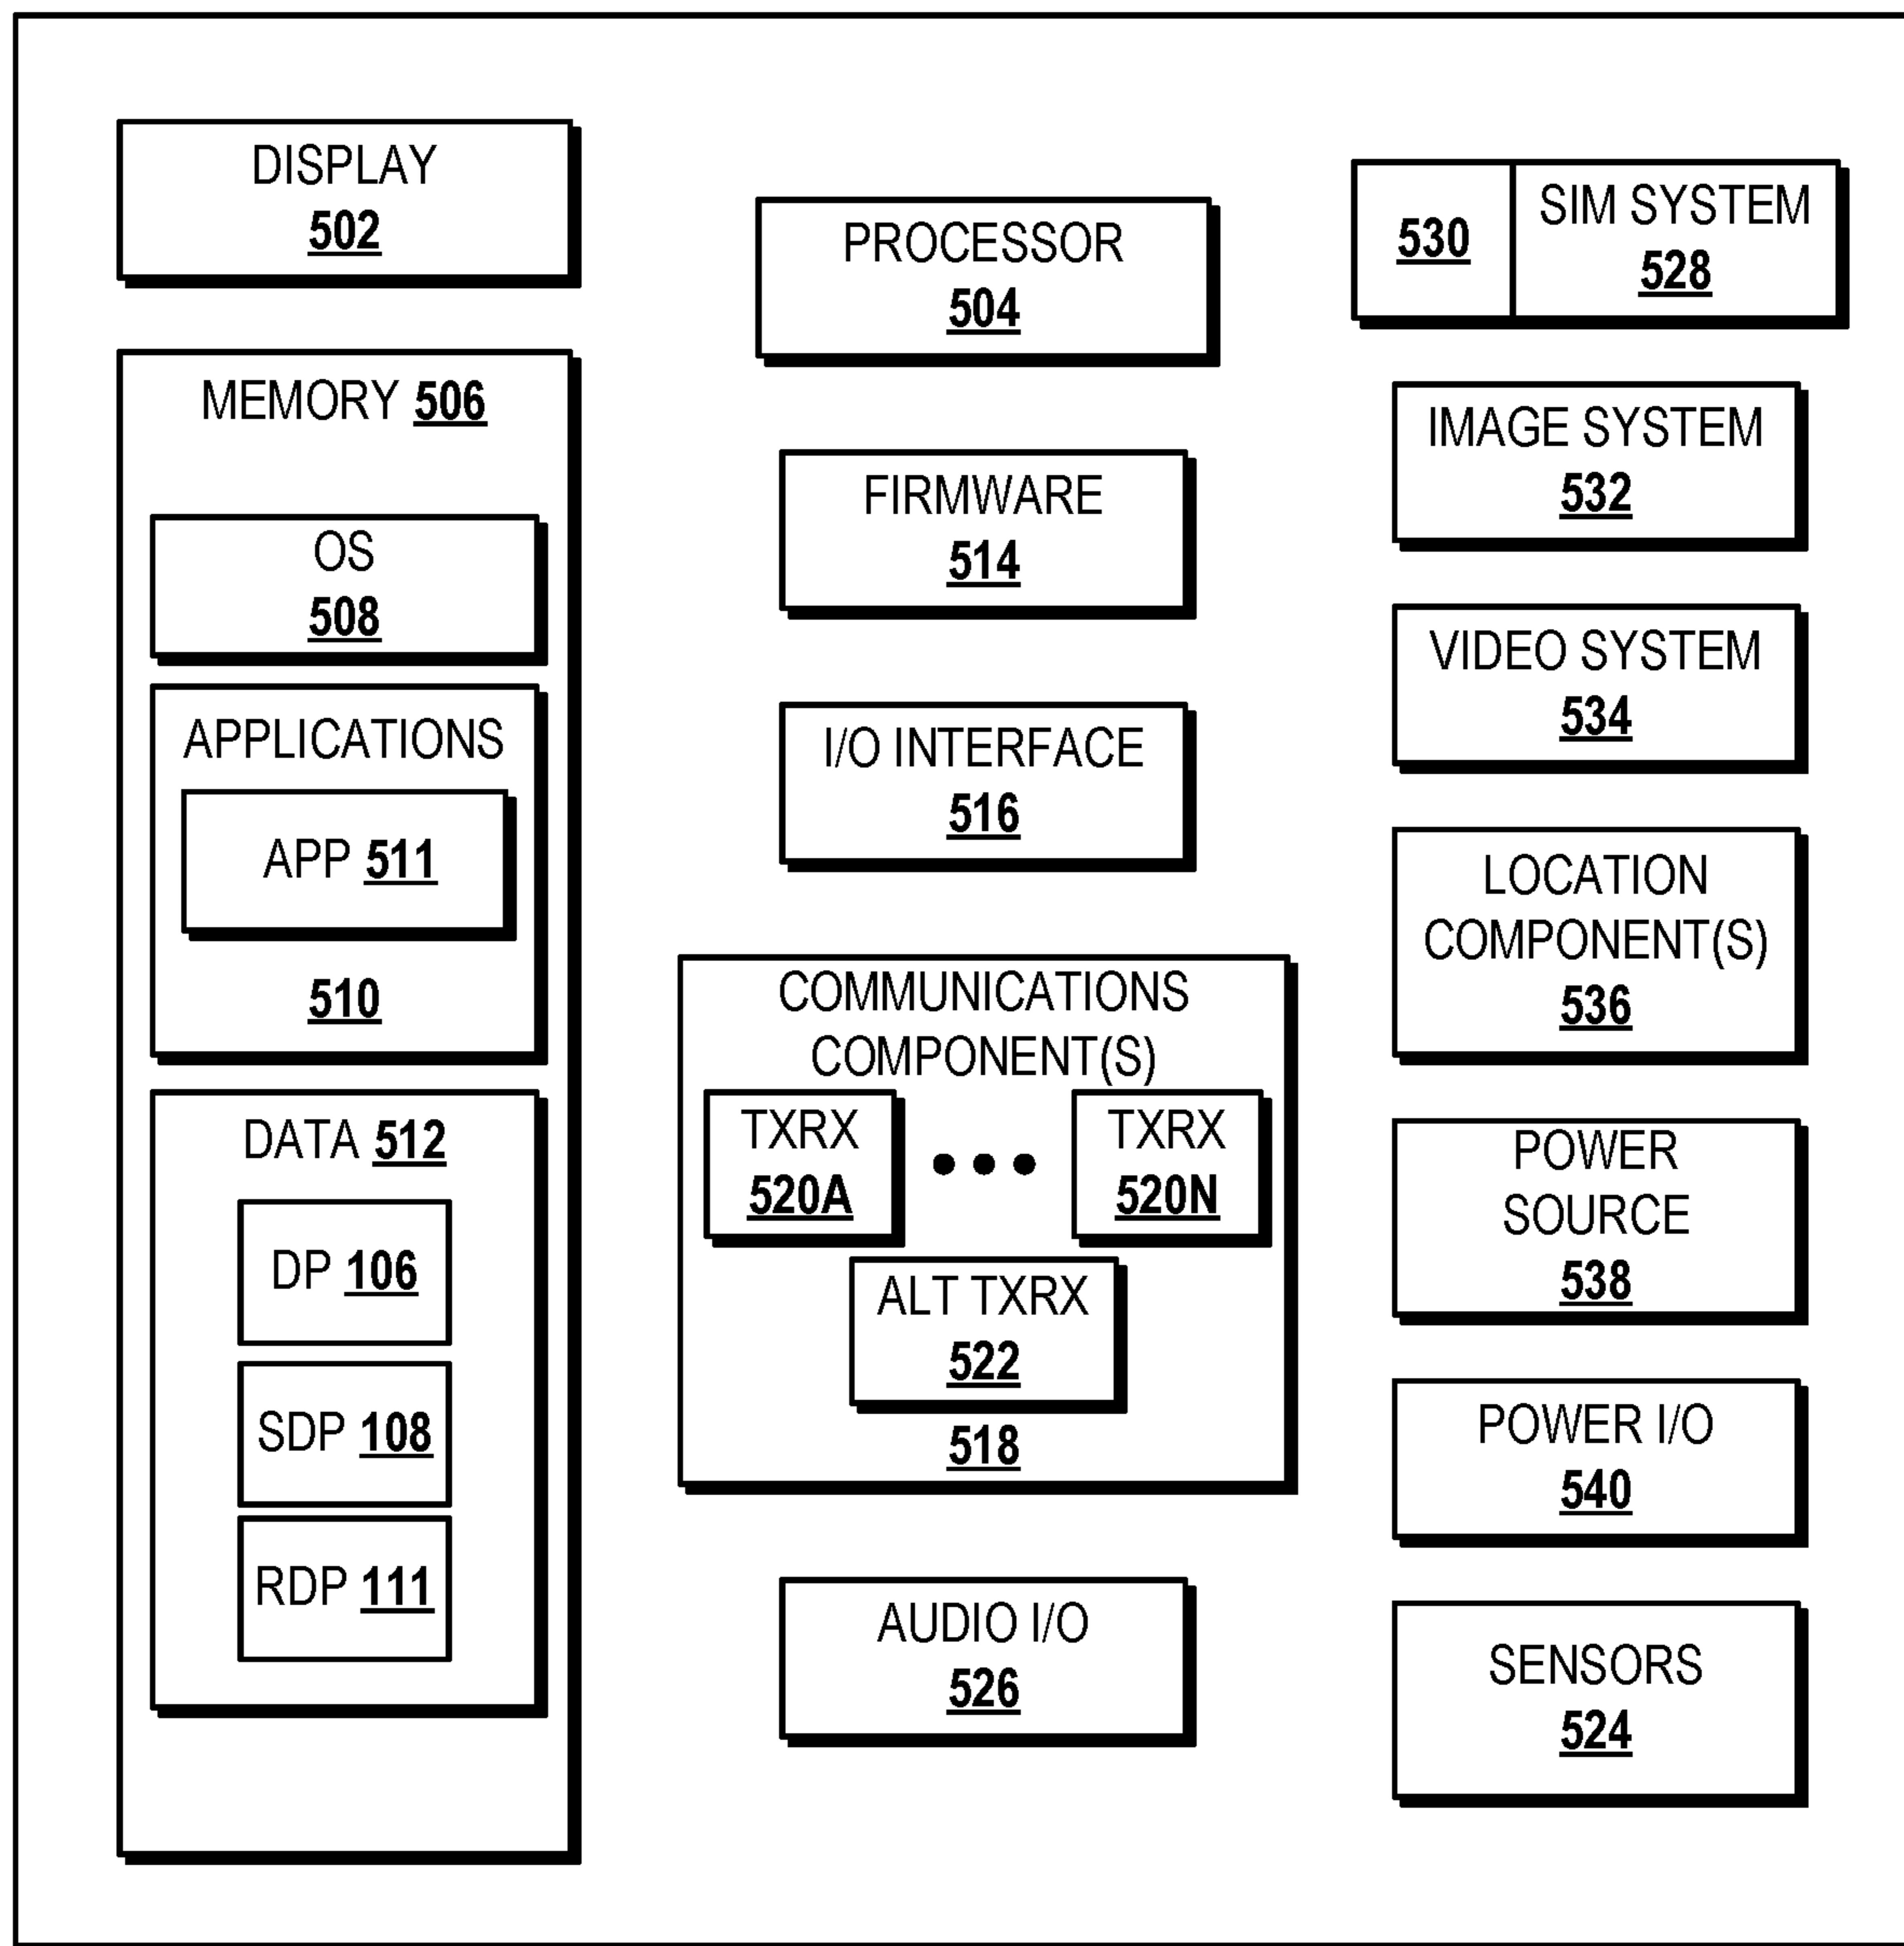 DISPLAY
502
MEMORY 506
OS
508
APPLICATIONS
APP 511
510
DATA 512
DP 106
SDP 108
RDP 111
PROCESSOR
504
FIRMWARE
514
I/O INTERFACE
516
COMMUNICATIONS
COMPONENT(S)
TXRX
520A
TXRX
520N
ALT TXRX
522
518
AUDIO I/O
526
530
SIM SYSTEM
528
IMAGE SYSTEM
532
VIDEO SYSTEM
534
LOCATION
COMPONENT(S)
536
POWER
SOURCE
538
POWER I/O
540
SENSORS
524